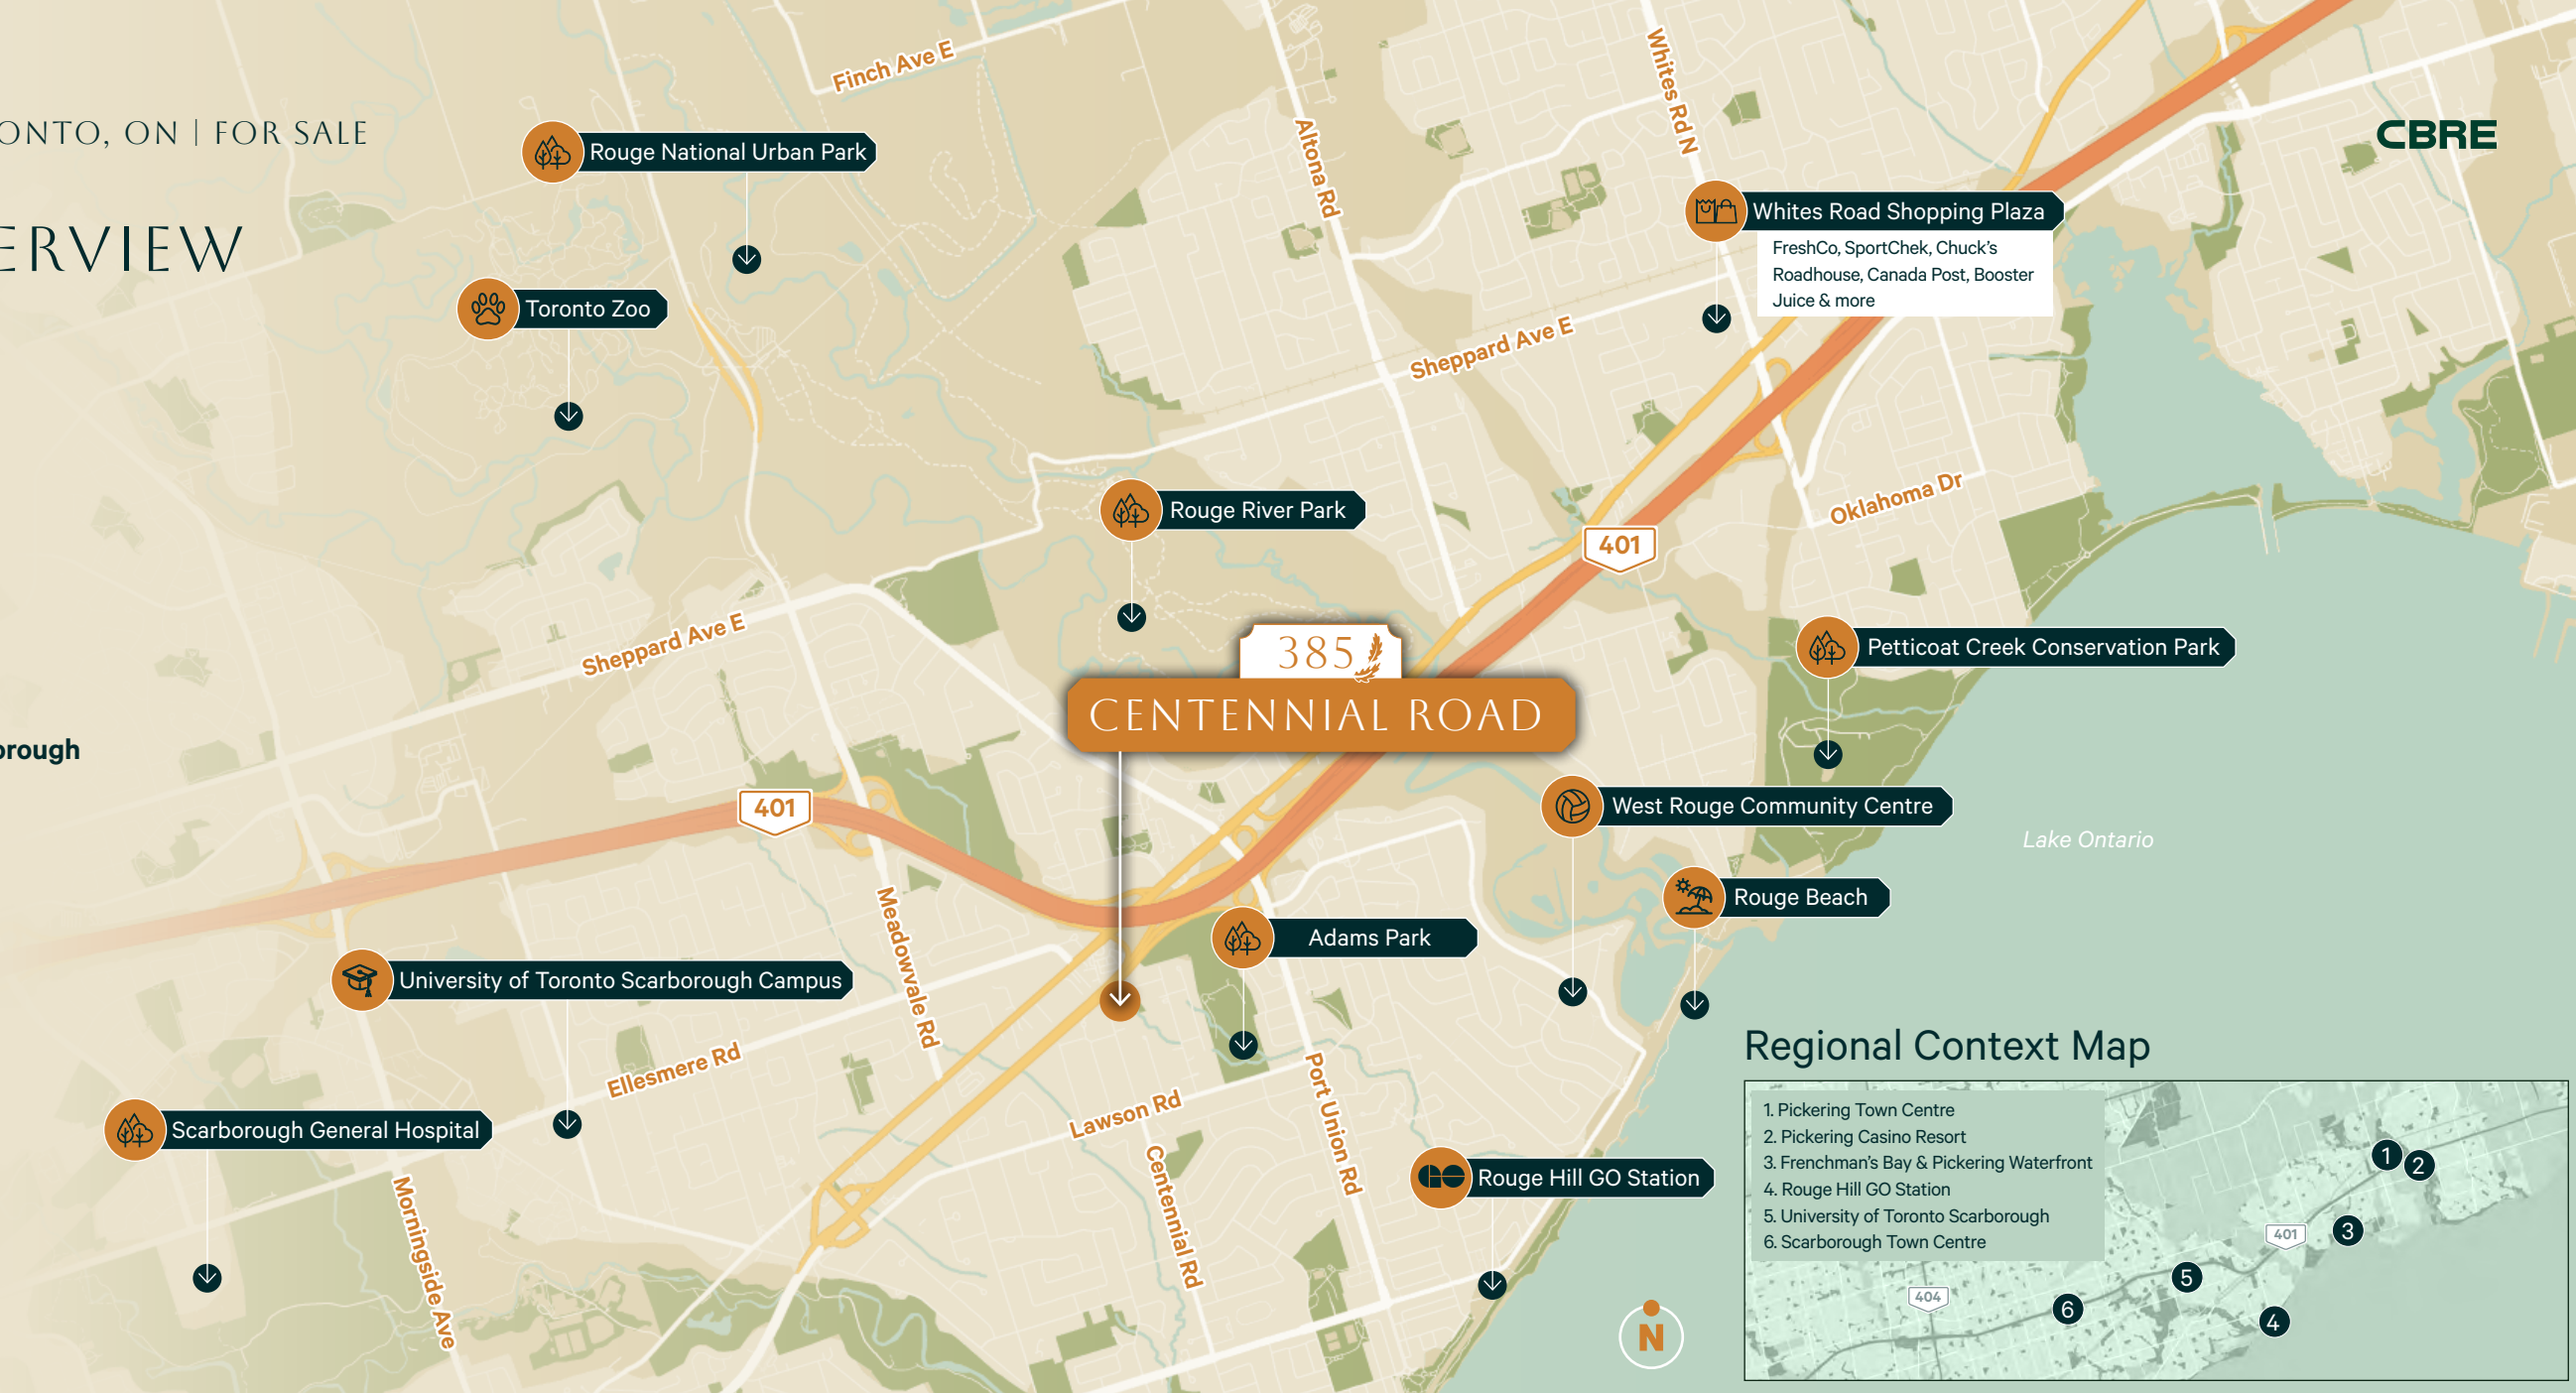 ONTO, ON | FOR SALE
ERVIEW
orough
CBRE
Finch Ave E
Whites Rd N
Altona Rd
Rouge National Urban Park
Whites Road Shopping Plaza
FreshCo, SportChek, Chuck's
Roadhouse, Canada Post, Booster
Juice & more
Toronto Zoo
Sheppard Ave E
Rouge River Park
Oklahoma Dr
401
Sheppard Ave E
385
CENTENNIAL ROAD
Petticoat Creek Conservation Park
401
West Rouge Community Centre
Lake Ontario
Rouge Beach
Meadowvale Rd
Adams Park
University of Toronto Scarborough Campus
Ellesmere Rd
Port Union Rd
Lawson Rd
Scarborough General Hospital
Morningside Ave
Centennial Rd
Rouge Hill GO Station
GO
N
Regional Context Map
1. Pickering Town Centre
2. Pickering Casino Resort
3. Frenchman's Bay & Pickering Waterfront
4. Rouge Hill GO Station
5. University of Toronto Scarborough
6. Scarborough Town Centre
1
2
3
401
5
404
6
4